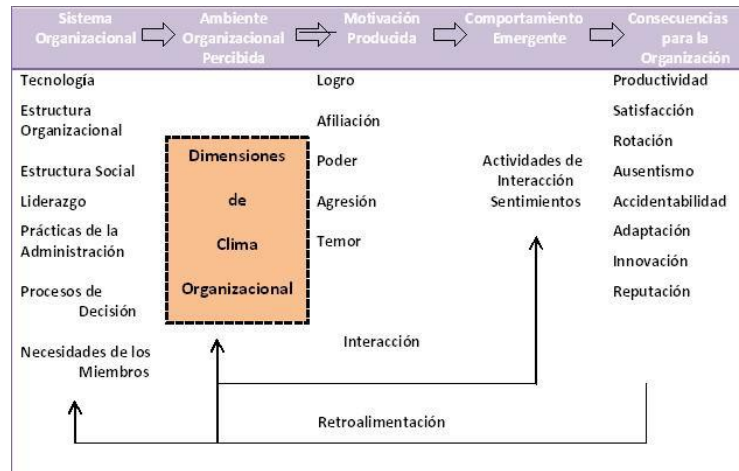 Sistema
Organizacional
Ambiente
Organizacional
Percibida
Motivación
Producida
Comportamiento
Emergente
Consecuencias
para la
Organización
Tecnología
Estructura
Organizacional
Estructura Social
Liderazgo
Prácticas de la
Administración
Procesos de
Decisión
Necesidades de los
Miembros
Dimensiones
de
Clima
Organizacional
Logro
Afiliación
Poder
Agresión
Temor
Actividades de
Interacción
Sentimientos
Productividad
Satisfacción
Rotación
Ausentismo
Accidentabilidad
Adaptación
Innovación
Reputación
Interacción
Retroalimentación